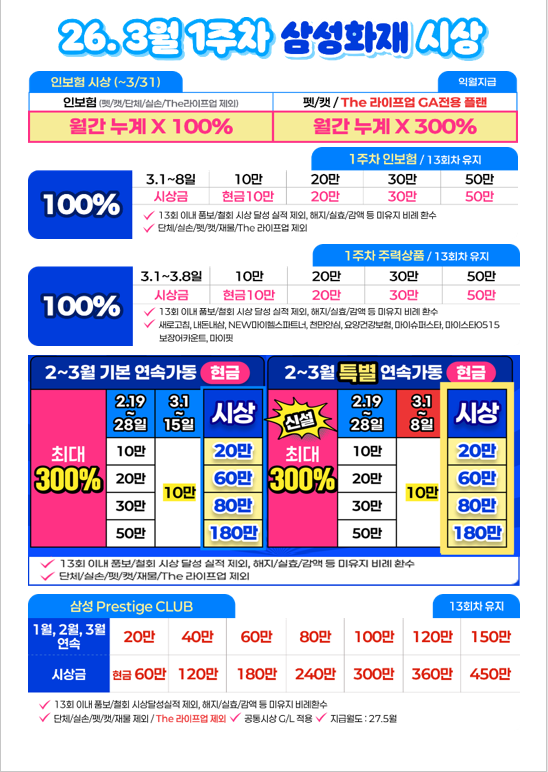 26. 3월 1주차 삼성화재 시상
인보험 시상 (~3/31)
익월지급
인보험 (펫/캣/단체/실손/The라이프업 제외)
펫/캣 / The 라이프업 GA전용 플랜
월간 누계 X 100%
월간 누계 X 300%
1주차 인보험 / 13회차 유지
100%
3.1~8일 10만 20만 30만 50만
시상금 현금10만 20만 30만 50만
✓ 13회 이내 품보/철회 시상 달성 실적 제외, 해지/실효/감액 등 미유지 비례 환수
✓ 단체/실손/펫/캣/재물/The 라이프업 제외
1주차 주력상품 / 13회차 유지
100%
3.1~3.8일 10만 20만 30만 50만
시상금 현금10만 20만 30만 50만
✓ 13회 이내 품보/철회 시상 달성 실적 제외, 해지/실효/감액 등 미유지 비례 환수
✓ 새로고침, 내돈내삼, NEW마이헬스파트너, 천만안심, 요양건강보험, 마이슈퍼스타, 마이스타0515
보장어카운트, 마이핏
2~3월 기본 연속가동 현금
최대
300%
2.19
~
28일
3.1
~
15일
시상
10만 20만
20만 60만
10만
30만 80만
50만 180만
2~3월 특별 연속가동 현금
신설
최대
300%
2.19
~
28일
3.1
~
8일
시상
10만 20만
20만 60만
10만
30만 80만
50만 180만
✓ 13회 이내 품보/철회 시상 달성 실적 제외, 해지/실효/감액 등 미유지 비례 환수
✓ 단체/실손/펫/캣/재물/The 라이프업 제외
삼성 Prestige CLUB
13회차 유지
1월, 2월, 3월
연속
20만 40만 60만 80만 100만 120만 150만
시상금 현금 60만 120만 180만 240만 300만 360만 450만
✓ 13회 이내 품보/철회 시상달성실적 제외, 해지/실효/감액 등 미유지 비례환수
✓ 단체/실손/펫/캣/재물 제외 / The 라이프업 제외 ✓ 공통시상 G/L 적용 ✓ 지급월도 : 27.5월